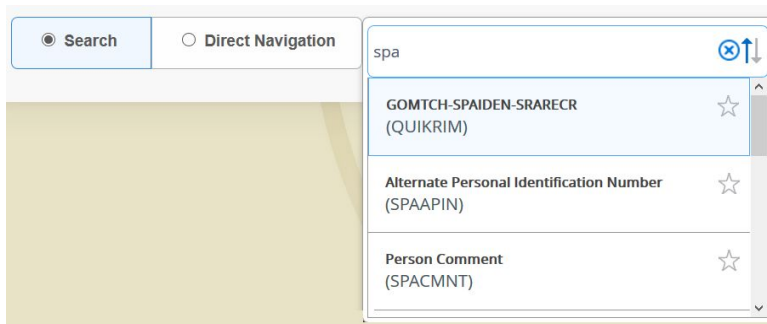 Search
Direct Navigation
spa
GOMTCH-SPAIDEN-SRARECR
(QUIKRIM)
Alternate Personal Identification Number
(SPAAPIN)
Person Comment
(SPACMNT)